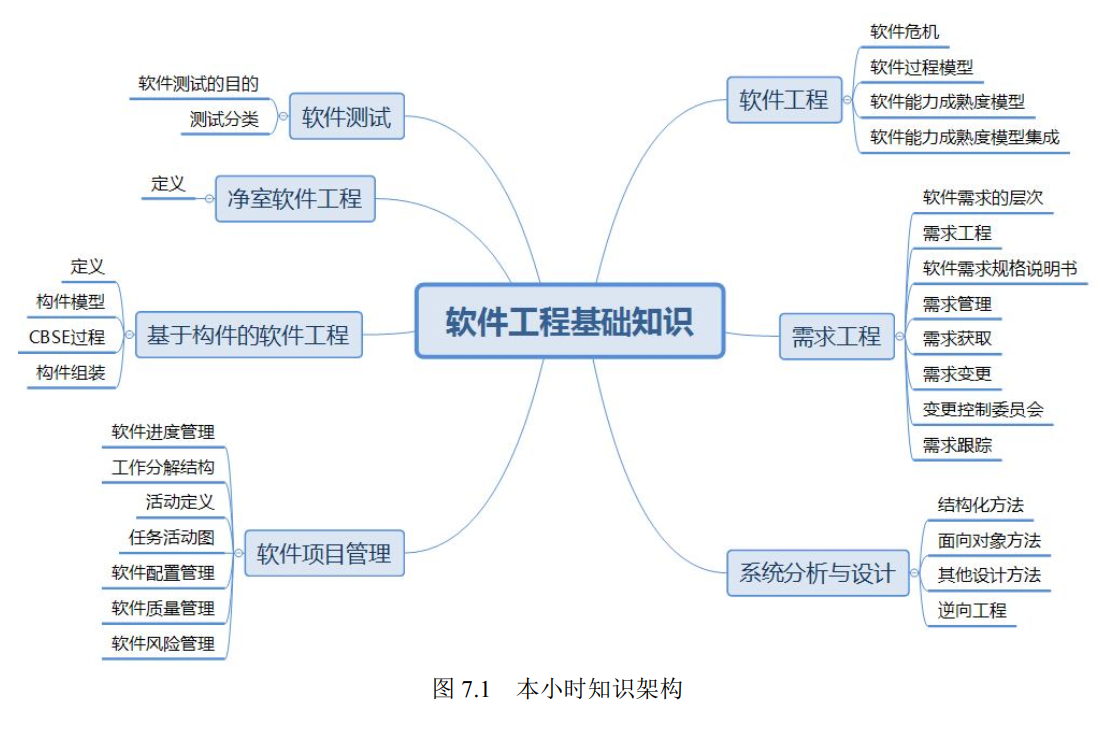 软件工程基础知识
软件工程
软件危机
软件过程模型
软件能力成熟度模型
软件能力成熟度模型集成
需求工程
软件需求的层次
需求工程
软件需求规格说明书
需求管理
需求获取
需求变更
变更控制委员会
需求跟踪
系统分析与设计
结构化方法
面向对象方法
其他设计方法
逆向工程
软件测试
软件测试的目的
测试分类
净室软件工程
定义
基于构件的软件工程
定义
构件模型
CBSE过程
构件组装
软件项目管理
软件进度管理
工作分解结构
活动定义
任务活动图
软件配置管理
软件质量管理
软件风险管理
图 7.1 本小时知识架构